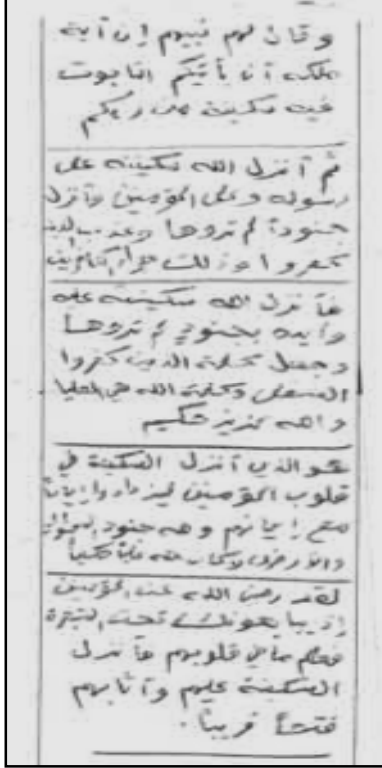 وقال لهم نبيهم إن آية
ملكه أن يأتيكم التابوت
فيه سكينة من ربكم
ثم أنزل الله سكينته على
رسوله وعلى المؤمنين وأنزل
جنوداً لم تروها وعذب الذين
كفروا وذلك جزاء الكافرين
فأنزل الله سكينته عليه
وأيده بجنود لم تروها
وجعل كلمة الذين كفروا
السفلى وكلمة الله هي العليا
والله عزيز حكيم
هو الذي أنزل السكينة في
قلوب المؤمنين ليزدادوا إيماناً
مع إيمانهم ولله جنود السموات
والأرض وكان الله
لقد رضي الله عن المؤمنين
إذ يبايعونك تحت الشجرة
فعلم ما في قلوبهم فأنزل
السكينة عليهم وأثابهم
فتحاً قريباً.